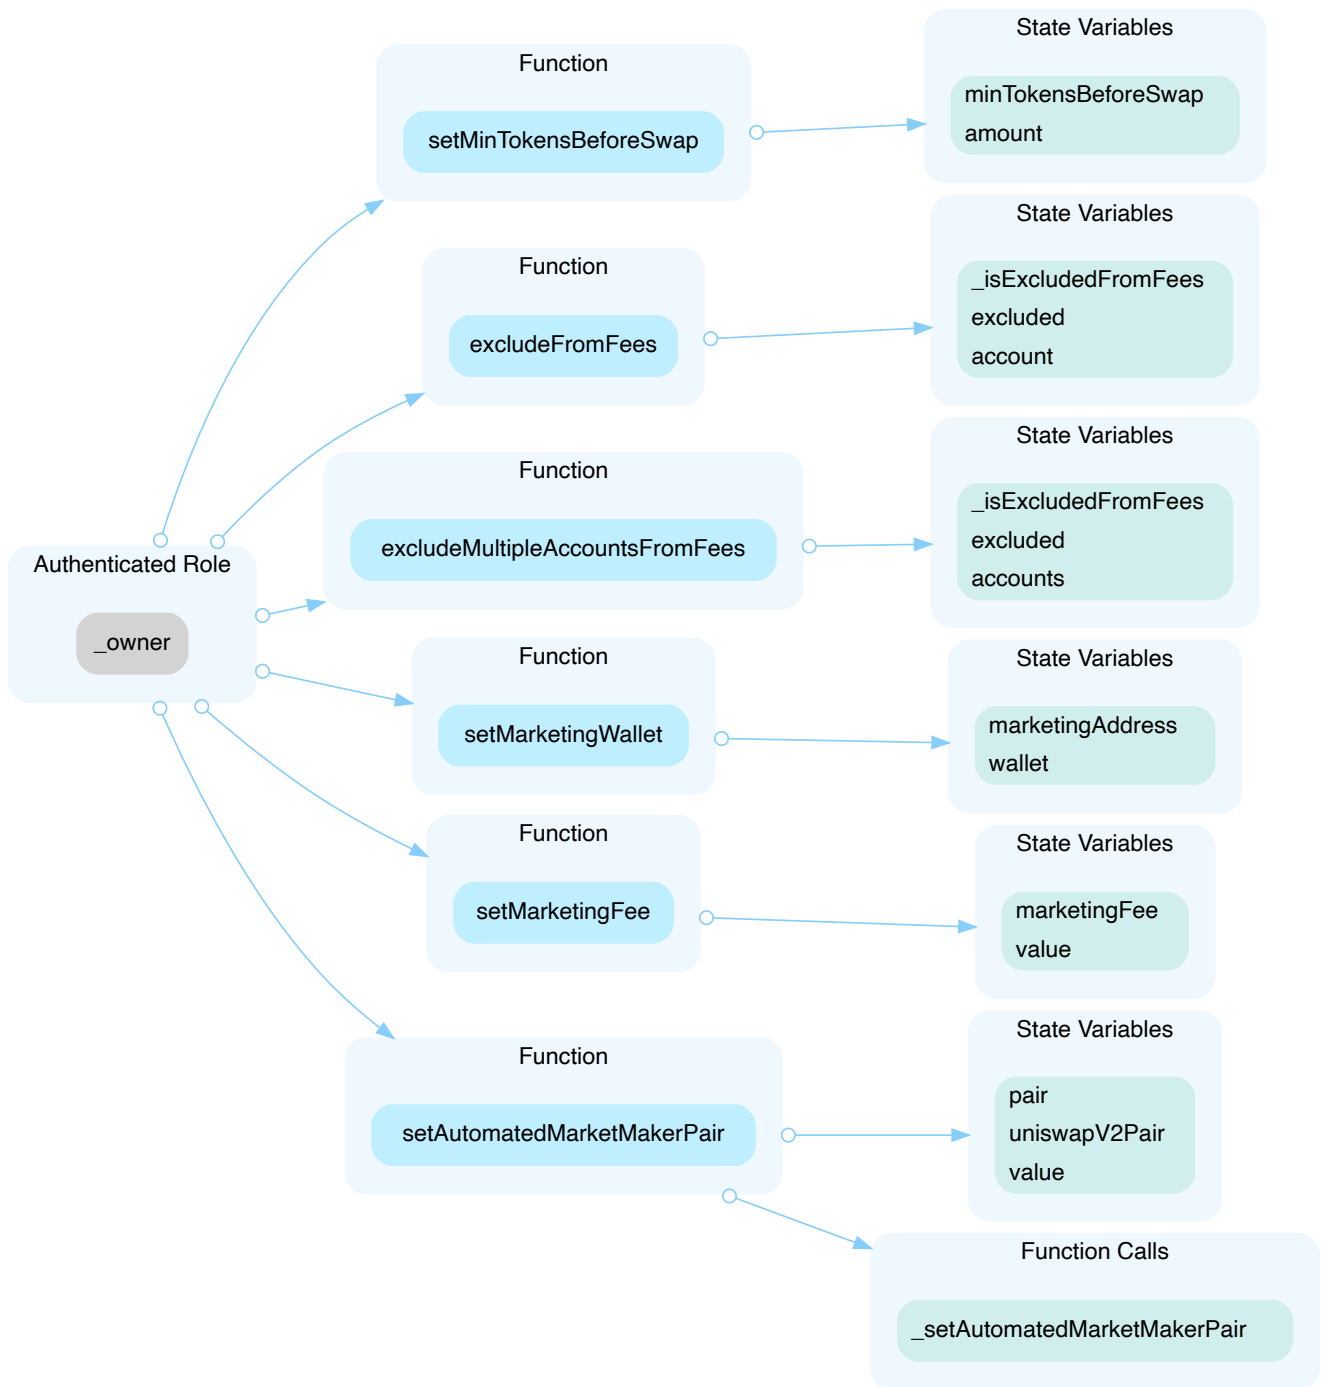 Authenticated Role
_owner
Function
setMinTokensBeforeSwap
State Variables
minTokensBeforeSwap
amount
Function
excludeFromFees
State Variables
_isExcludedFromFees
excluded
account
Function
excludeMultipleAccountsFromFees
State Variables
_isExcludedFromFees
excluded
accounts
Function
setMarketingWallet
State Variables
marketingAddress
wallet
Function
setMarketingFee
State Variables
marketingFee
value
Function
setAutomatedMarketMakerPair
State Variables
pair
uniswapV2Pair
value
Function Calls
_setAutomatedMarketMakerPair